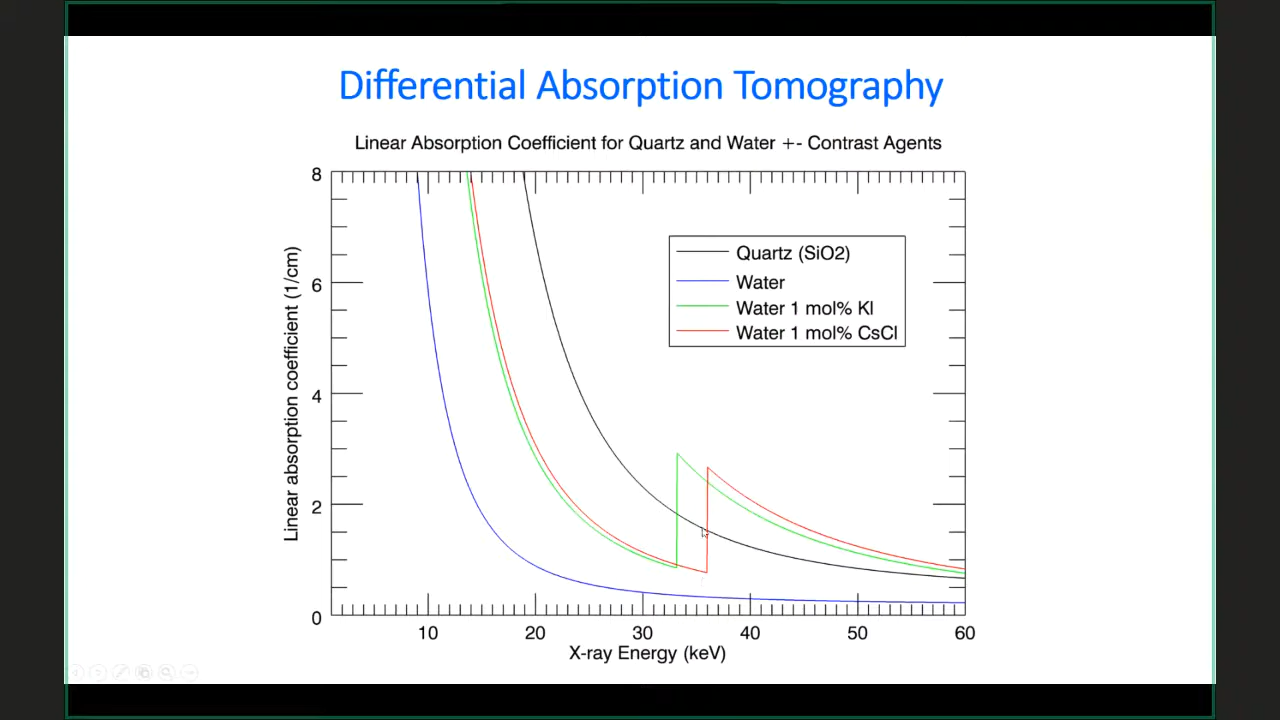 Differential Absorption Tomography
Linear Absorption Coefficient for Quartz and Water +- Contrast Agents
8
6
4
2
0
Linear absorption coefficient (1/cm)
Quartz (SiO2)
Water
Water 1 mol% KI
Water 1 mol% CsCl
10 20 30 40 50 60
X-ray Energy (keV)